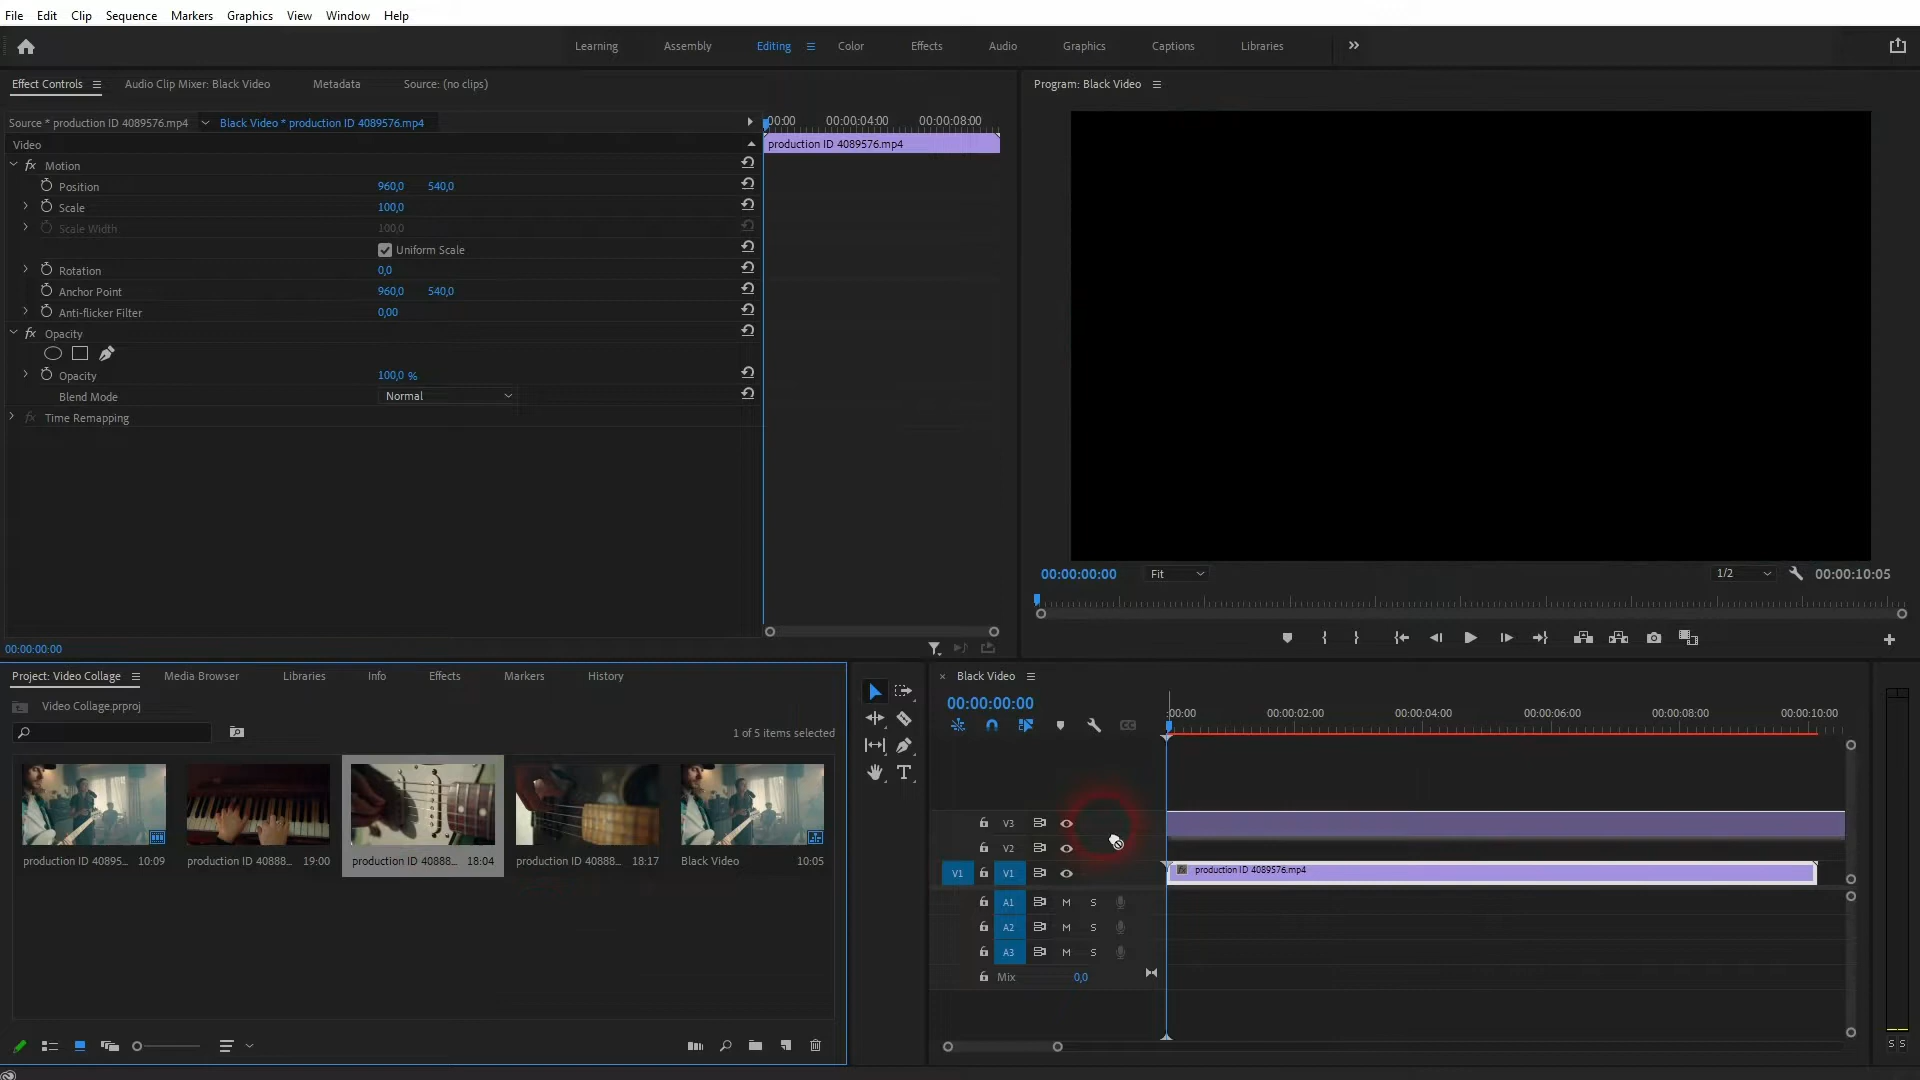 File Edit Clip Sequence Markers Graphics View Window Help
Learning Assembly Editing Color Effects Audio Graphics Captions Libraries
Effect Controls Audio Clip Mixer: Black Video Metadata Source: (no clips)
Program: Black Video
Source * production ID 4089576.mp4 Black Video * production ID 4089576.mp4
:00:00 00:00:04:00 00:00:08:00
Video
production ID 4089576.mp4
fx Motion
Position 960,0 540,0
Scale 100,0
Scale Width 100,0
Uniform Scale
Rotation 0,0
Anchor Point 960,0 540,0
Anti-flicker Filter 0,00
fx Opacity
Opacity 100,0 %
Blend Mode Normal
fx Time Remapping
00:00:00:00 Fit 1/2 00:00:10:05
00:00:00:00
Project: Video Collage Media Browser Libraries Info Effects Markers History
Video Collage.prproj
1 of 5 items selected
production ID 40895... 10:09
production ID 40888... 19:00
production ID 40888... 18:04
production ID 40888... 18:17
Black Video 10:05
Black Video
00:00:00:00
:00:00 00:00:02:00 00:00:04:00 00:00:06:00 00:00:08:00 00:00:10:00
V3
V2
V1 V1 production ID 4089576.mp4
A1 M S
A2 M S
A3 M S
Mix 0,0
S S